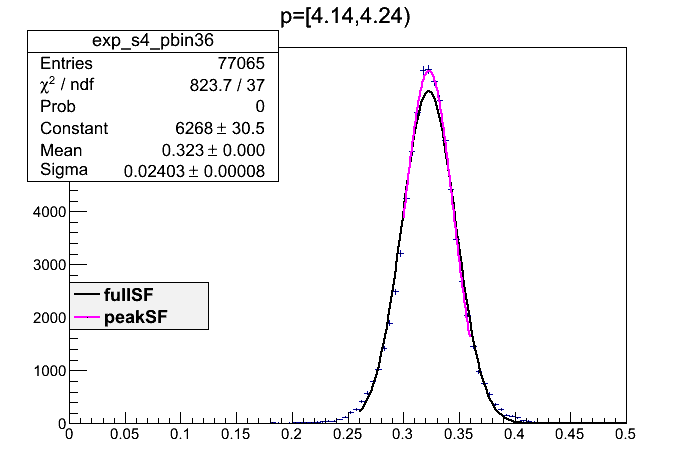 p=[4.14,4.24)
exp_s4_pbin36
Entries 77065
χ² / ndf 823.7 / 37
Prob 0
Constant 6268 ± 30.5
Mean 0.323 ± 0.000
Sigma 0.02403 ± 0.00008
4000
3000
fullSF
peakSF
2000
1000
0
0 0.05 0.1 0.15 0.2 0.25 0.3 0.35 0.4 0.45 0.5